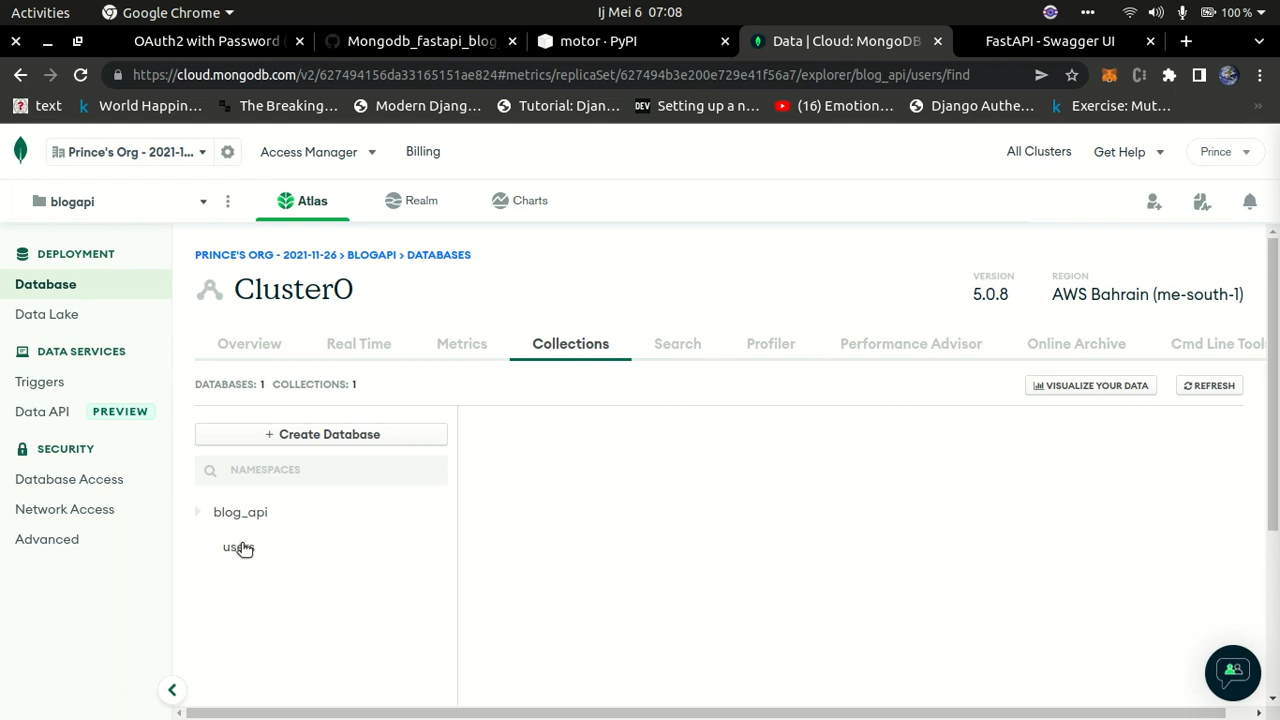 Activities Google Chrome Ij Mei 6 07:08 100 %
OAuth2 with Password ( Mongodb_fastapi_blog motor · PyPI Data | Cloud: MongoDB FastAPI - Swagger UI
https://cloud.mongodb.com/v2/627494156da33165151ae824#metrics/replicaSet/627494b3e200e729e41f56a7/explorer/blog_api/users/find
text World Happin... The Breaking... Modern Djang... Tutorial: Djan... DEV Setting up a n... (16) Emotion... Django Authe... Exercise: Mut... »
Prince's Org - 2021-1... Access Manager Billing All Clusters Get Help Prince
blogapi Atlas Realm Charts
DEPLOYMENT
Database
Data Lake
DATA SERVICES
Triggers
Data API PREVIEW
SECURITY
Database Access
Network Access
Advanced
PRINCE'S ORG - 2021-11-26 > BLOGAPI > DATABASES
Cluster0
VERSION
5.0.8
REGION
AWS Bahrain (me-south-1)
Overview Real Time Metrics Collections Search Profiler Performance Advisor Online Archive Cmd Line Tools
DATABASES: 1 COLLECTIONS: 1 VISUALIZE YOUR DATA REFRESH
+ Create Database
NAMESPACES
blog_api
users